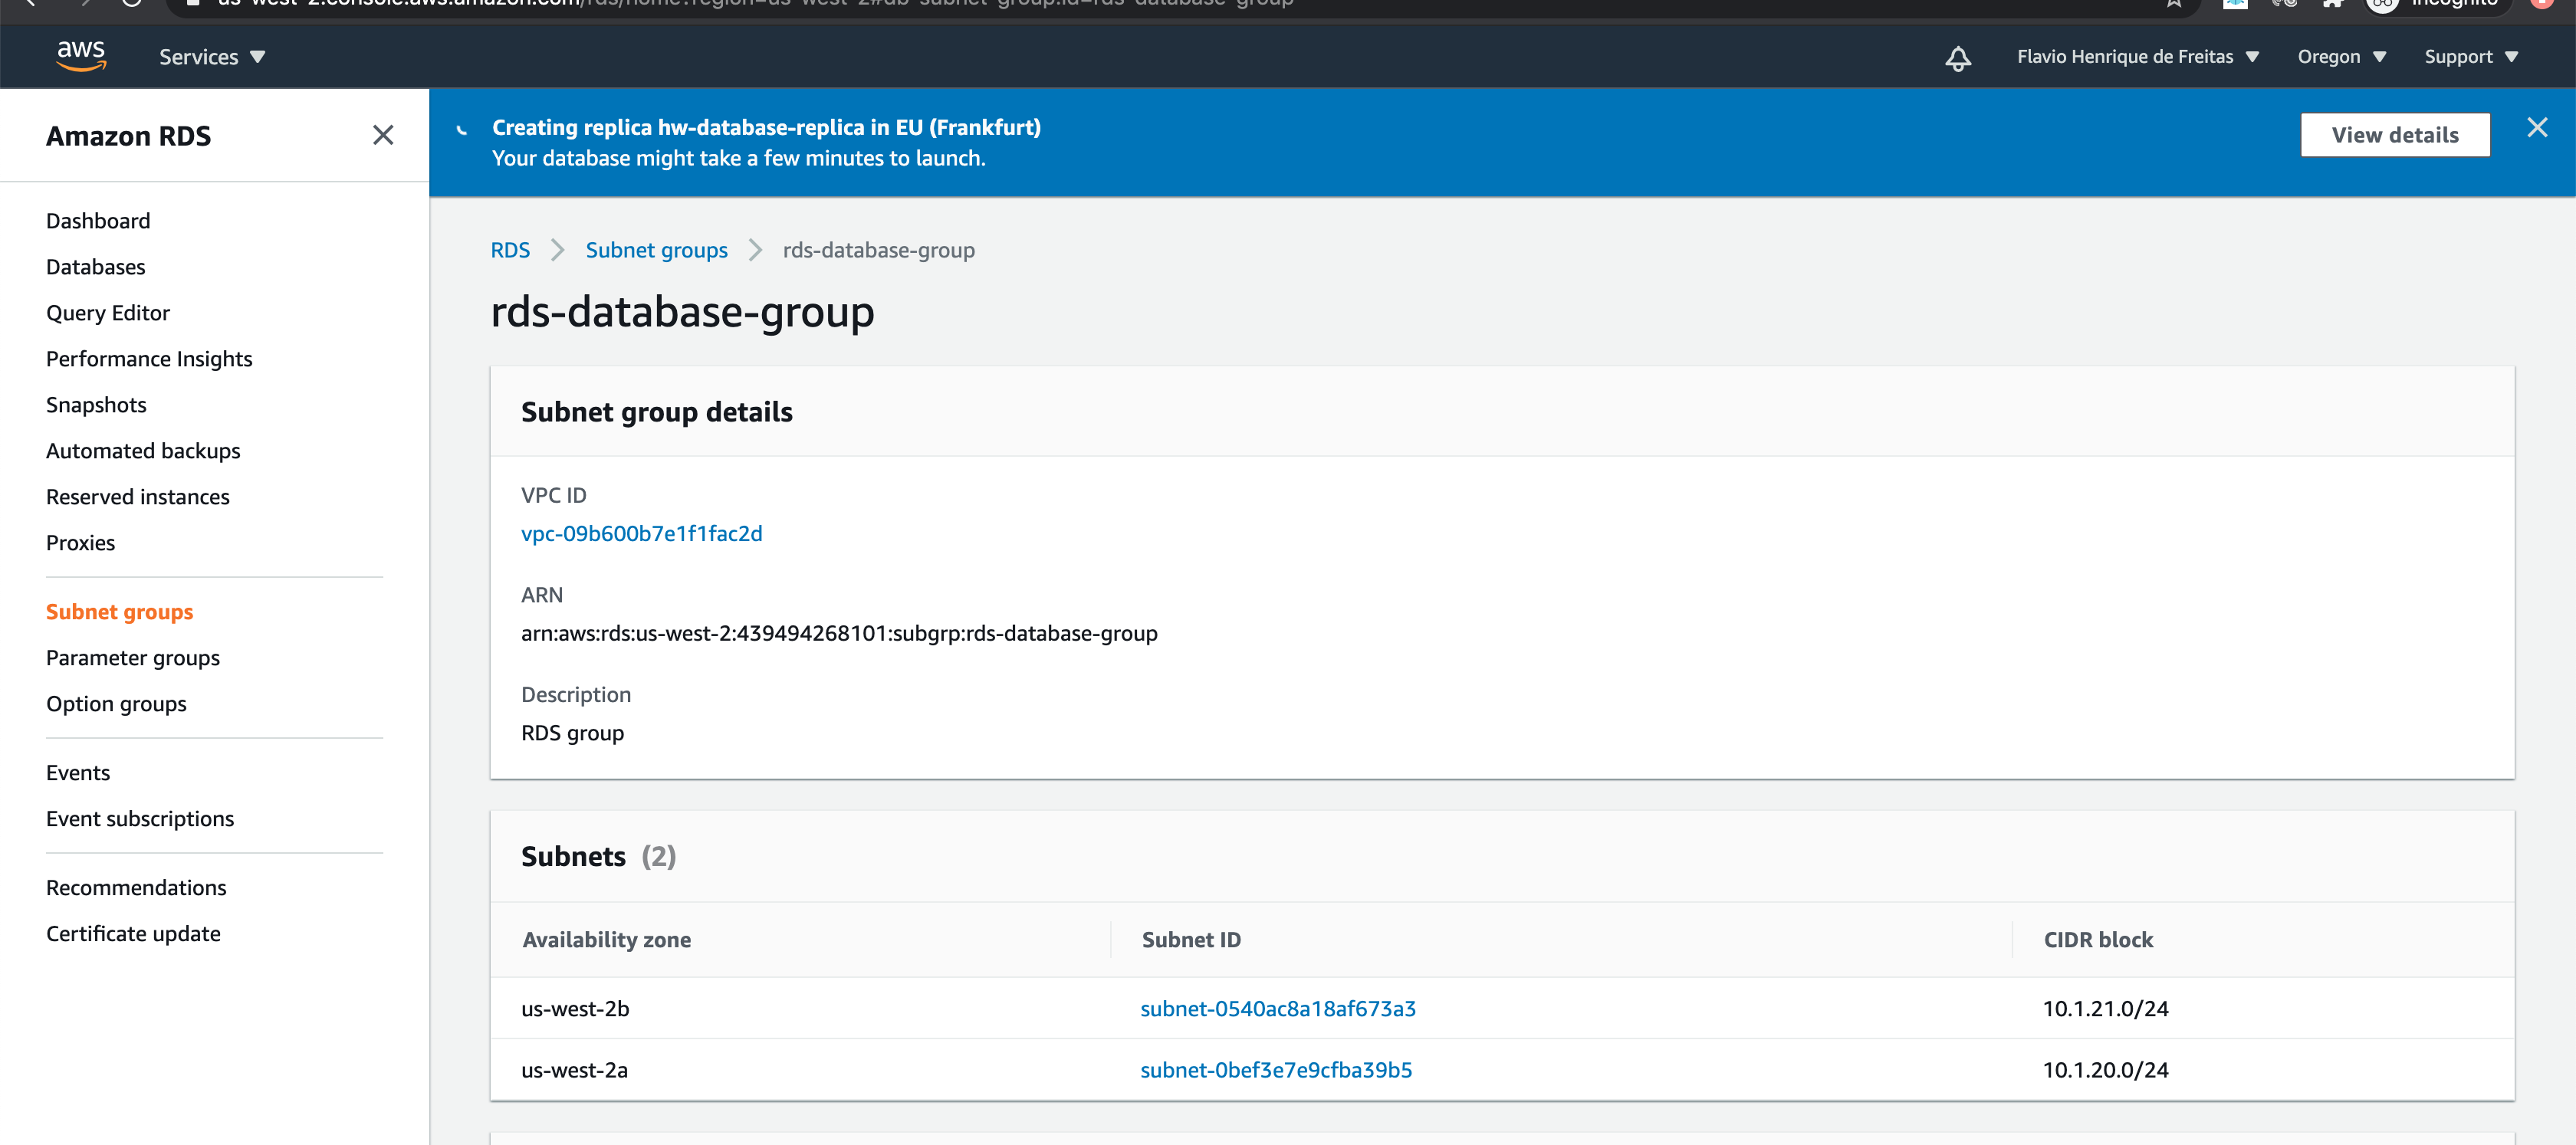 us-west-2.console.aws.amazon.com/rds/home?region=us-west-2#db-subnet-group:id=rds-database-group
Incognito
aws
Services
Flavio Henrique de Freitas
Oregon
Support
Amazon RDS
Creating replica hw-database-replica in EU (Frankfurt)
Your database might take a few minutes to launch.
View details
Dashboard
Databases
Query Editor
Performance Insights
Snapshots
Automated backups
Reserved instances
Proxies
Subnet groups
Parameter groups
Option groups
Events
Event subscriptions
Recommendations
Certificate update
RDS
Subnet groups
rds-database-group
rds-database-group
Subnet group details
VPC ID
vpc-09b600b7e1f1fac2d
ARN
arn:aws:rds:us-west-2:439494268101:subgrp:rds-database-group
Description
RDS group
Subnets (2)
Availability zone
Subnet ID
CIDR block
us-west-2b
subnet-0540ac8a18af673a3
10.1.21.0/24
us-west-2a
subnet-0bef3e7e9cfba39b5
10.1.20.0/24